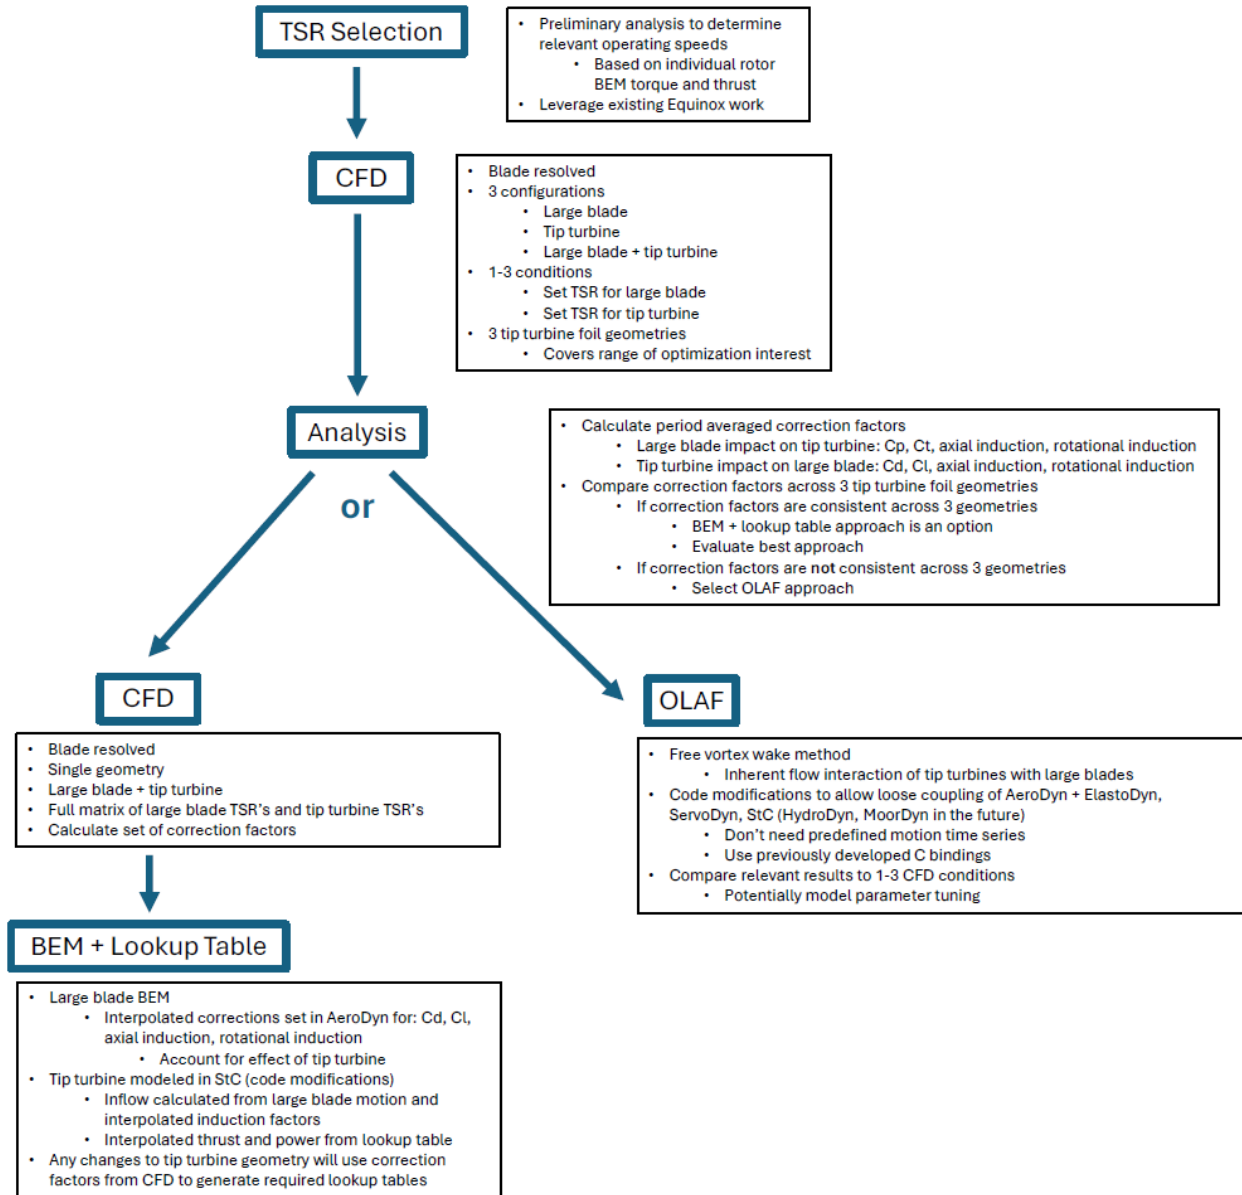 TSR Selection
• Preliminary analysis to determine
relevant operating speeds
• Based on individual rotor
BEM torque and thrust
• Leverage existing Equinox work
CFD
• Blade resolved
• 3 configurations
• Large blade
• Tip turbine
• Large blade + tip turbine
• 1-3 conditions
• Set TSR for large blade
• Set TSR for tip turbine
• 3 tip turbine foil geometries
• Covers range of optimization interest
Analysis
• Calculate period averaged correction factors
• Large blade impact on tip turbine: Cp, Ct, axial induction, rotational induction
• Tip turbine impact on large blade: Cd, Cl, axial induction, rotational induction
• Compare correction factors across 3 tip turbine foil geometries
• If correction factors are consistent across 3 geometries
• BEM + lookup table approach is an option
• Evaluate best approach
• If correction factors are not consistent across 3 geometries
• Select OLAF approach
or
CFD
• Blade resolved
• Single geometry
• Large blade + tip turbine
• Full matrix of large blade TSR's and tip turbine TSR's
• Calculate set of correction factors
OLAF
• Free vortex wake method
• Inherent flow interaction of tip turbines with large blades
• Code modifications to allow loose coupling of AeroDyn + ElastoDyn,
ServoDyn, StC (HydroDyn, MoorDyn in the future)
• Don't need predefined motion time series
• Use previously developed C bindings
• Compare relevant results to 1-3 CFD conditions
• Potentially model parameter tuning
BEM + Lookup Table
• Large blade BEM
• Interpolated corrections set in AeroDyn for: Cd, Cl,
axial induction, rotational induction
• Account for effect of tip turbine
• Tip turbine modeled in StC (code modifications)
• Inflow calculated from large blade motion and
interpolated induction factors
• Interpolated thrust and power from lookup table
• Any changes to tip turbine geometry will use correction
factors from CFD to generate required lookup tables